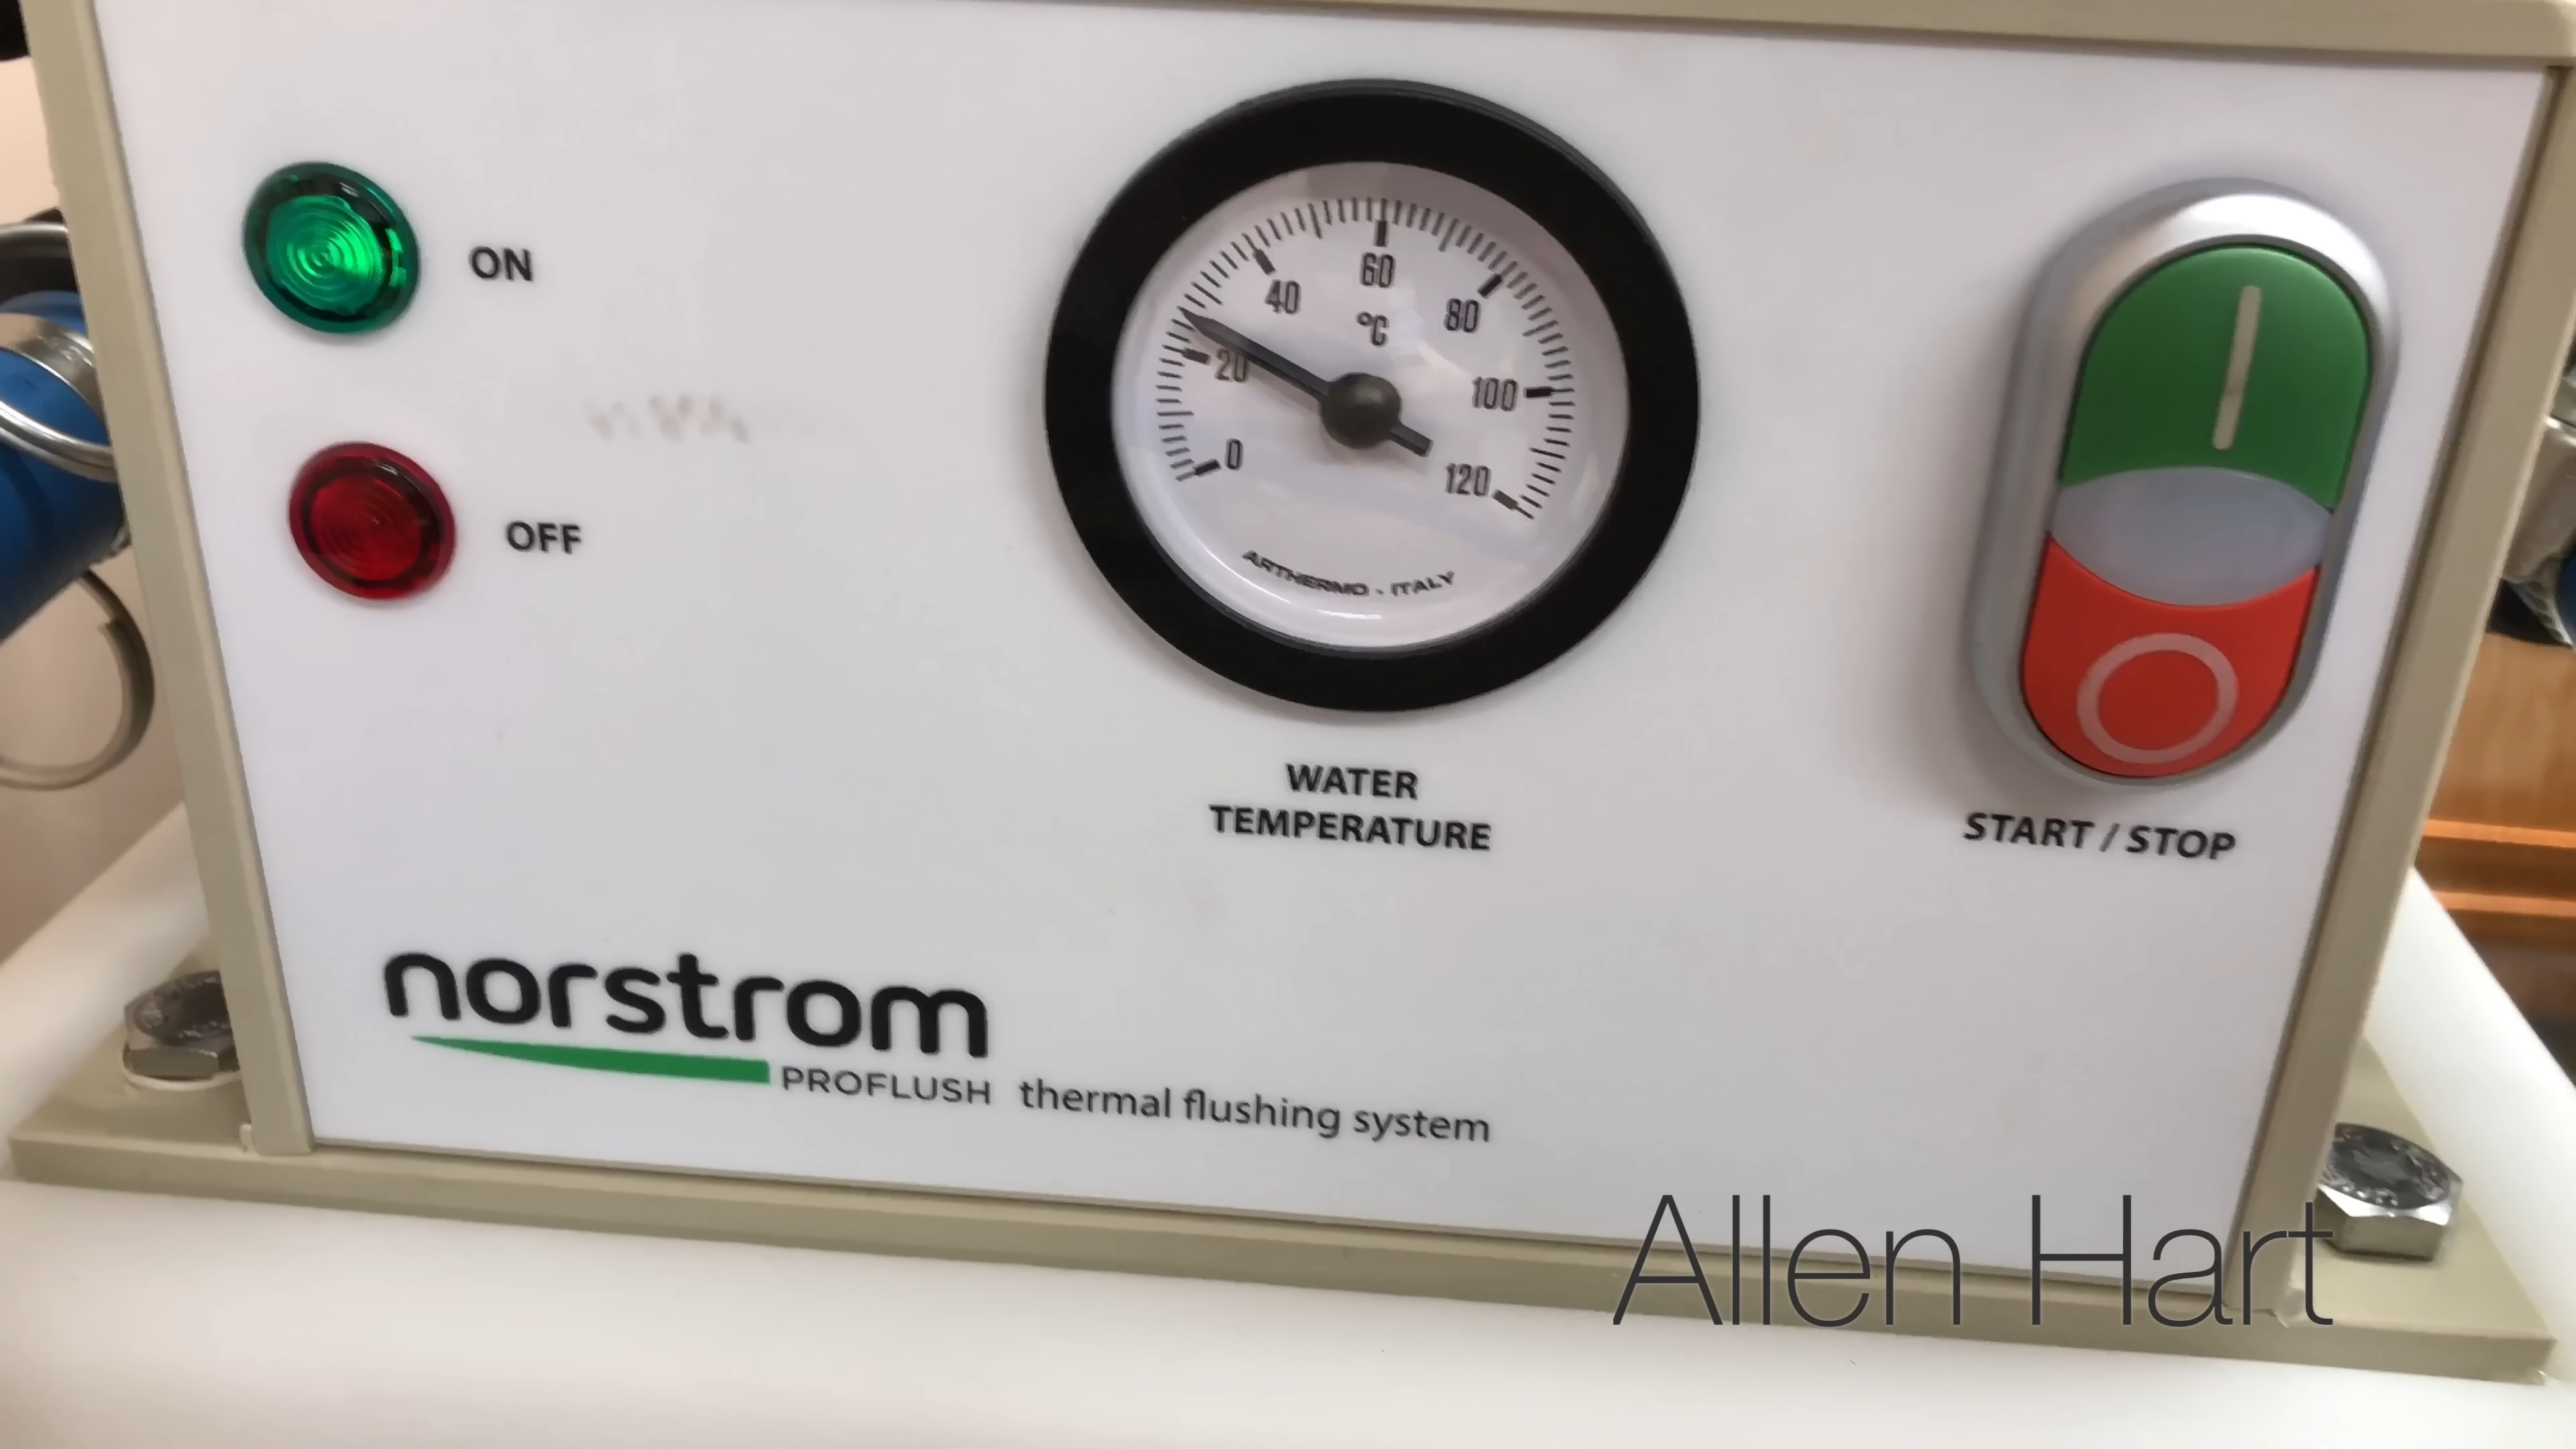 ON
OFF
0
20
40
60
80
100
120
°C
ARTHERMO - ITALY
WATER
TEMPERATURE
START / STOP
norstrom
PROFLUSH thermal flushing system
Allen Hart